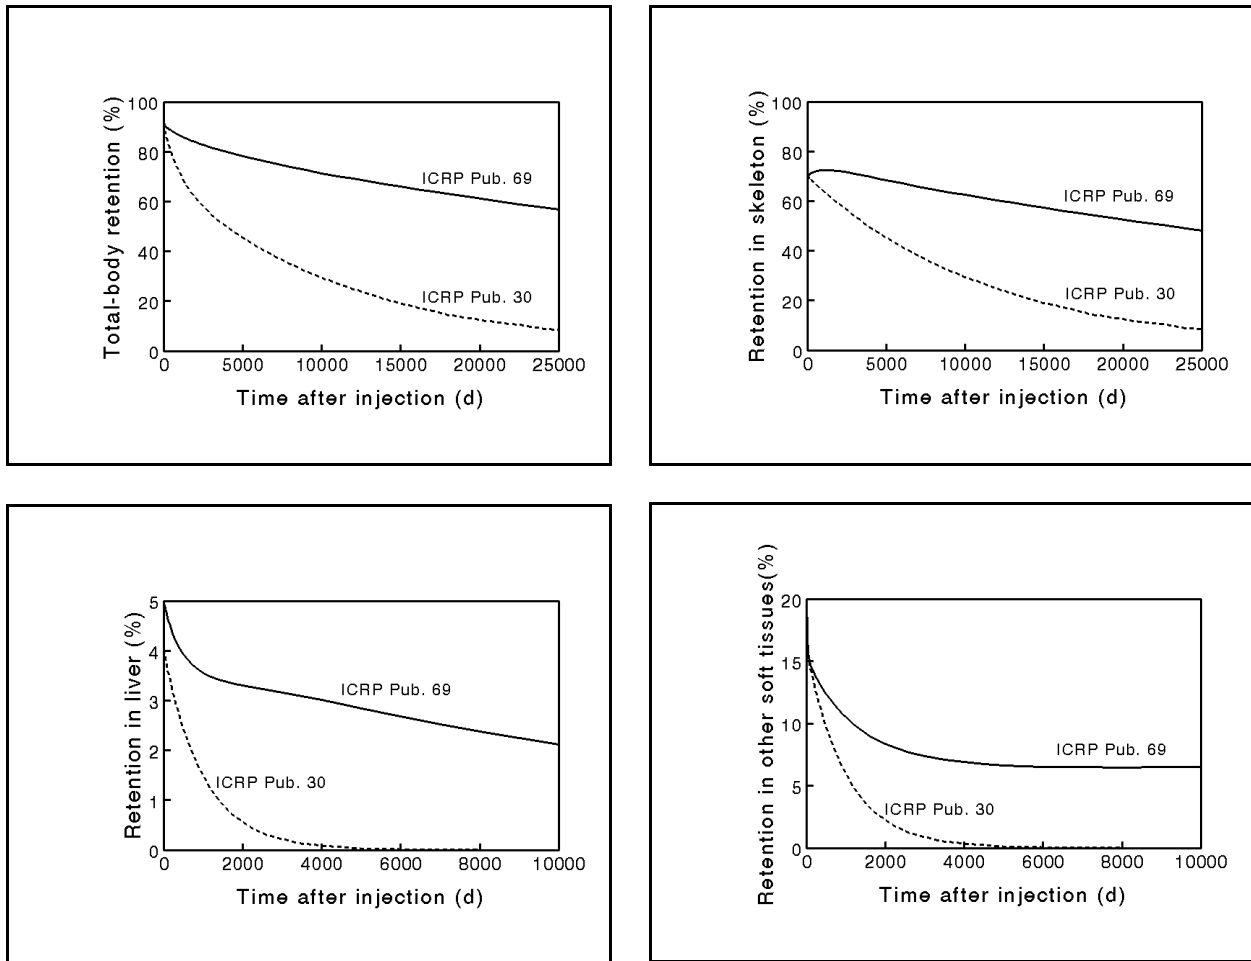 Total-body retention (%)
100
80
60
40
20
0
ICRP Pub. 69
ICRP Pub. 30
0 5000 10000 15000 20000 25000
Time after injection (d)
Retention in skeleton (%)
100
80
60
40
20
0
ICRP Pub. 69
ICRP Pub. 30
0 5000 10000 15000 20000 25000
Time after injection (d)
Retention in liver (%)
5
4
3
2
1
0
ICRP Pub. 69
ICRP Pub. 30
0 2000 4000 6000 8000 10000
Time after injection (d)
Retention in other soft tissues(%)
20
15
10
5
0
ICRP Pub. 69
ICRP Pub. 30
0 2000 4000 6000 8000 10000
Time after injection (d)